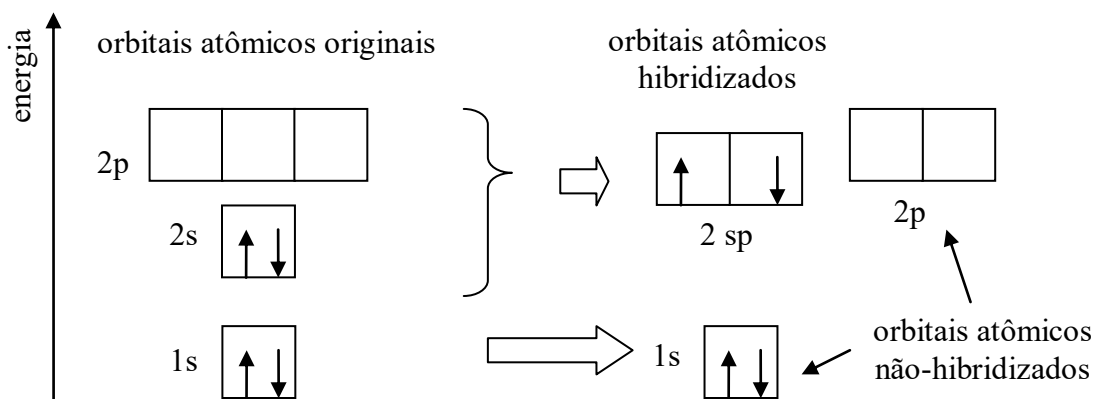 energia
orbitais atômicos originais
orbitais atômicos
hibridizados
2p
2s
2 sp
2p
1s
1s
orbitais atômicos
não-hibridizados